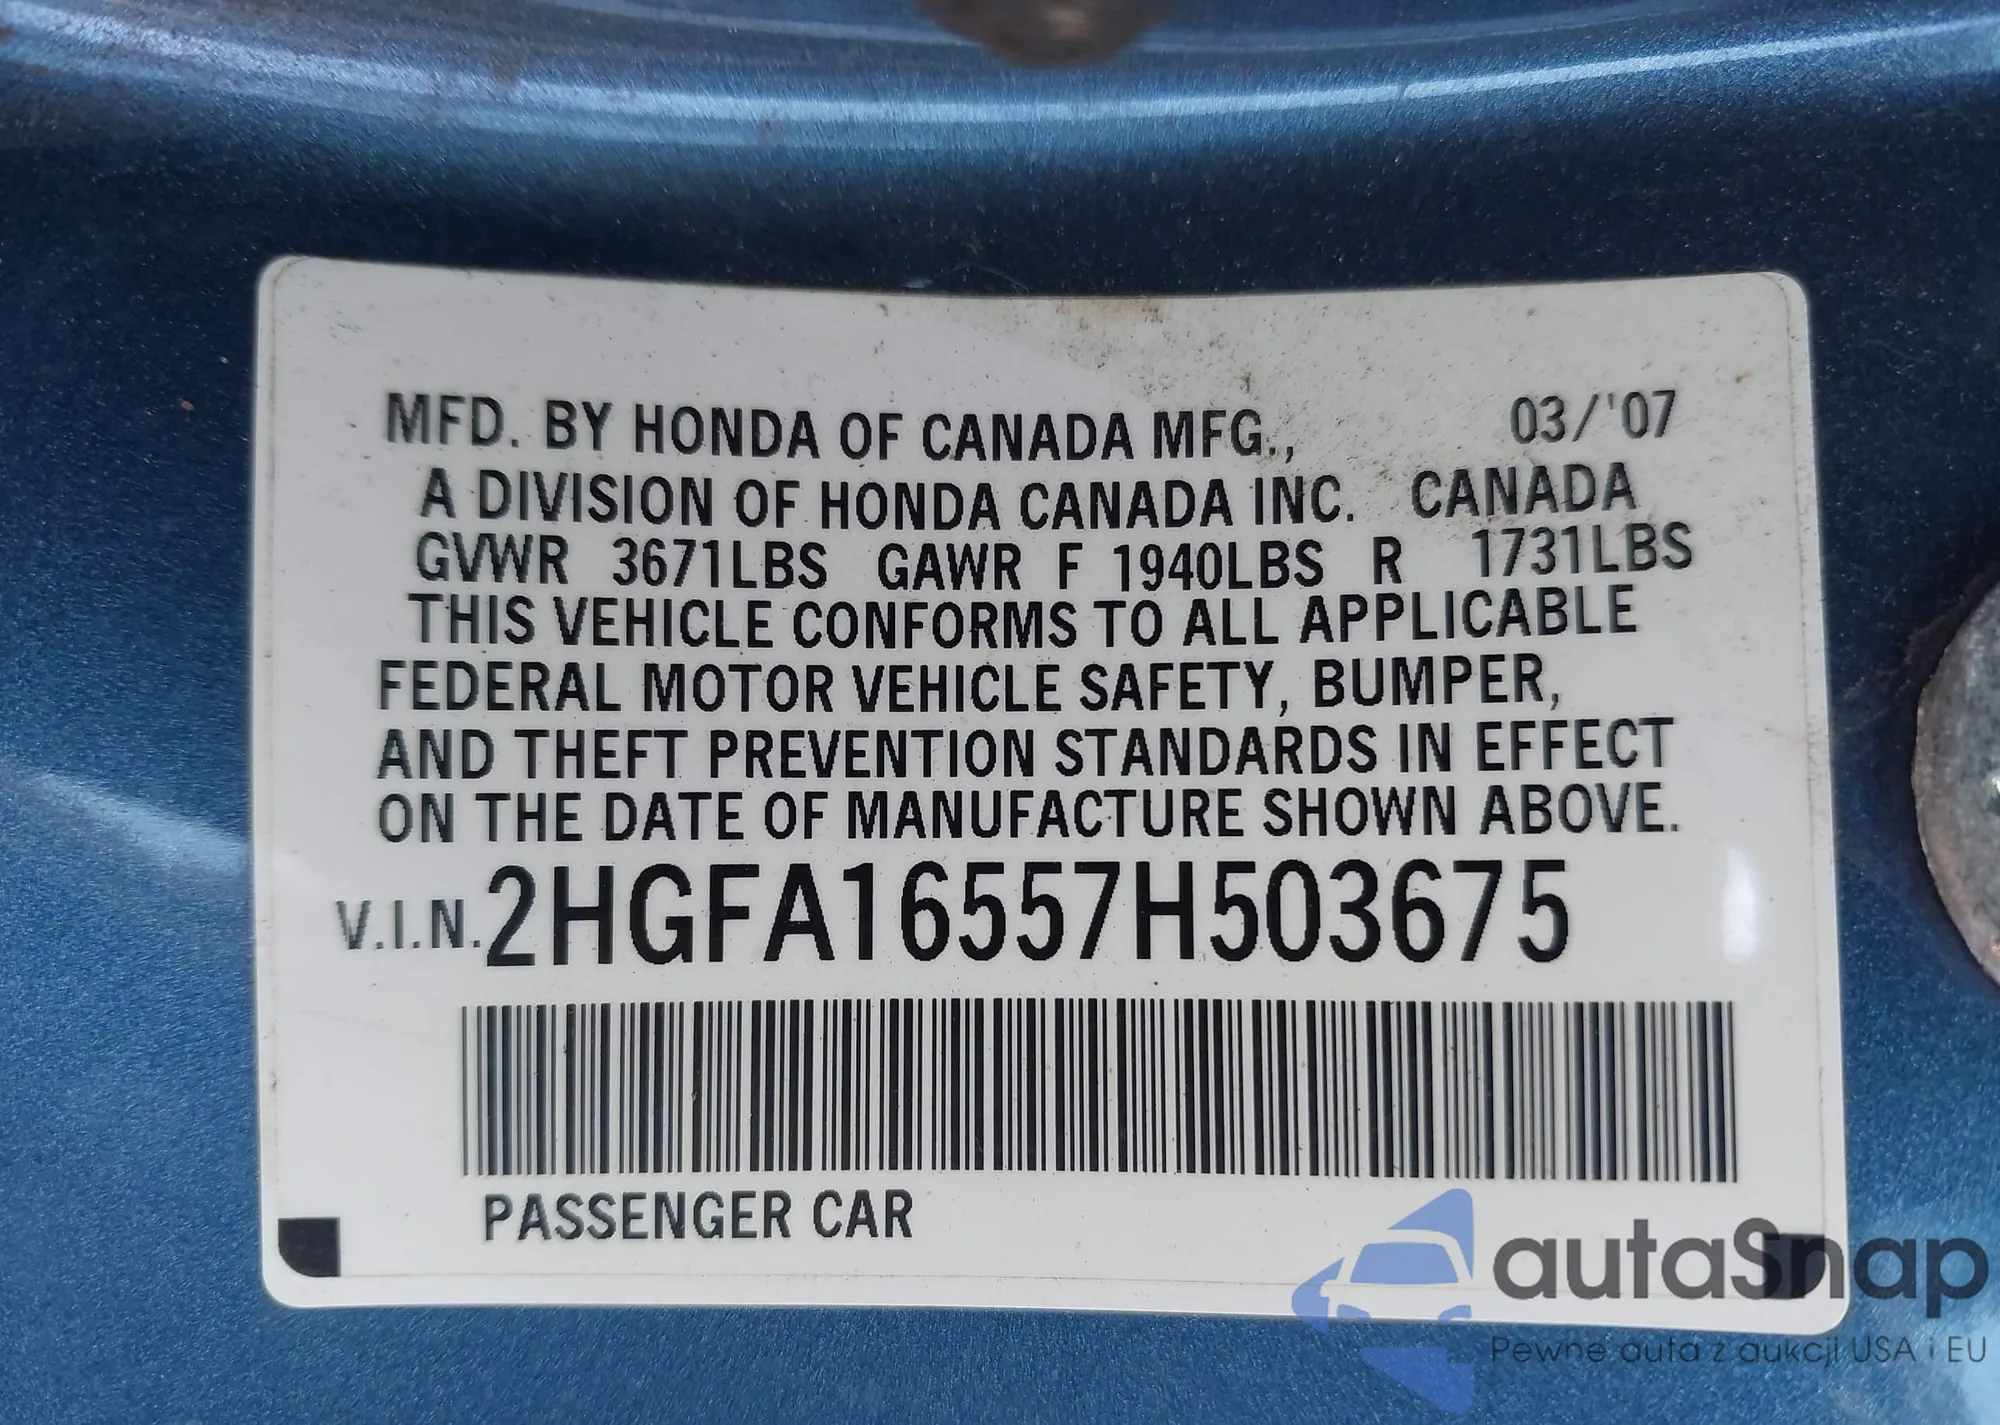 MFD. BY HONDA OF CANADA MFG., 03/'07
A DIVISION OF HONDA CANADA INC. CANADA
GVWR 3671LBS GAWR F 1940LBS R 1731LBS
THIS VEHICLE CONFORMS TO ALL APPLICABLE
FEDERAL MOTOR VEHICLE SAFETY, BUMPER,
AND THEFT PREVENTION STANDARDS IN EFFECT
ON THE DATE OF MANUFACTURE SHOWN ABOVE.
V.I.N. 2HGFA16557H503675
PASSENGER CAR
autaSnap
Pewne auta z aukcji USA i EU